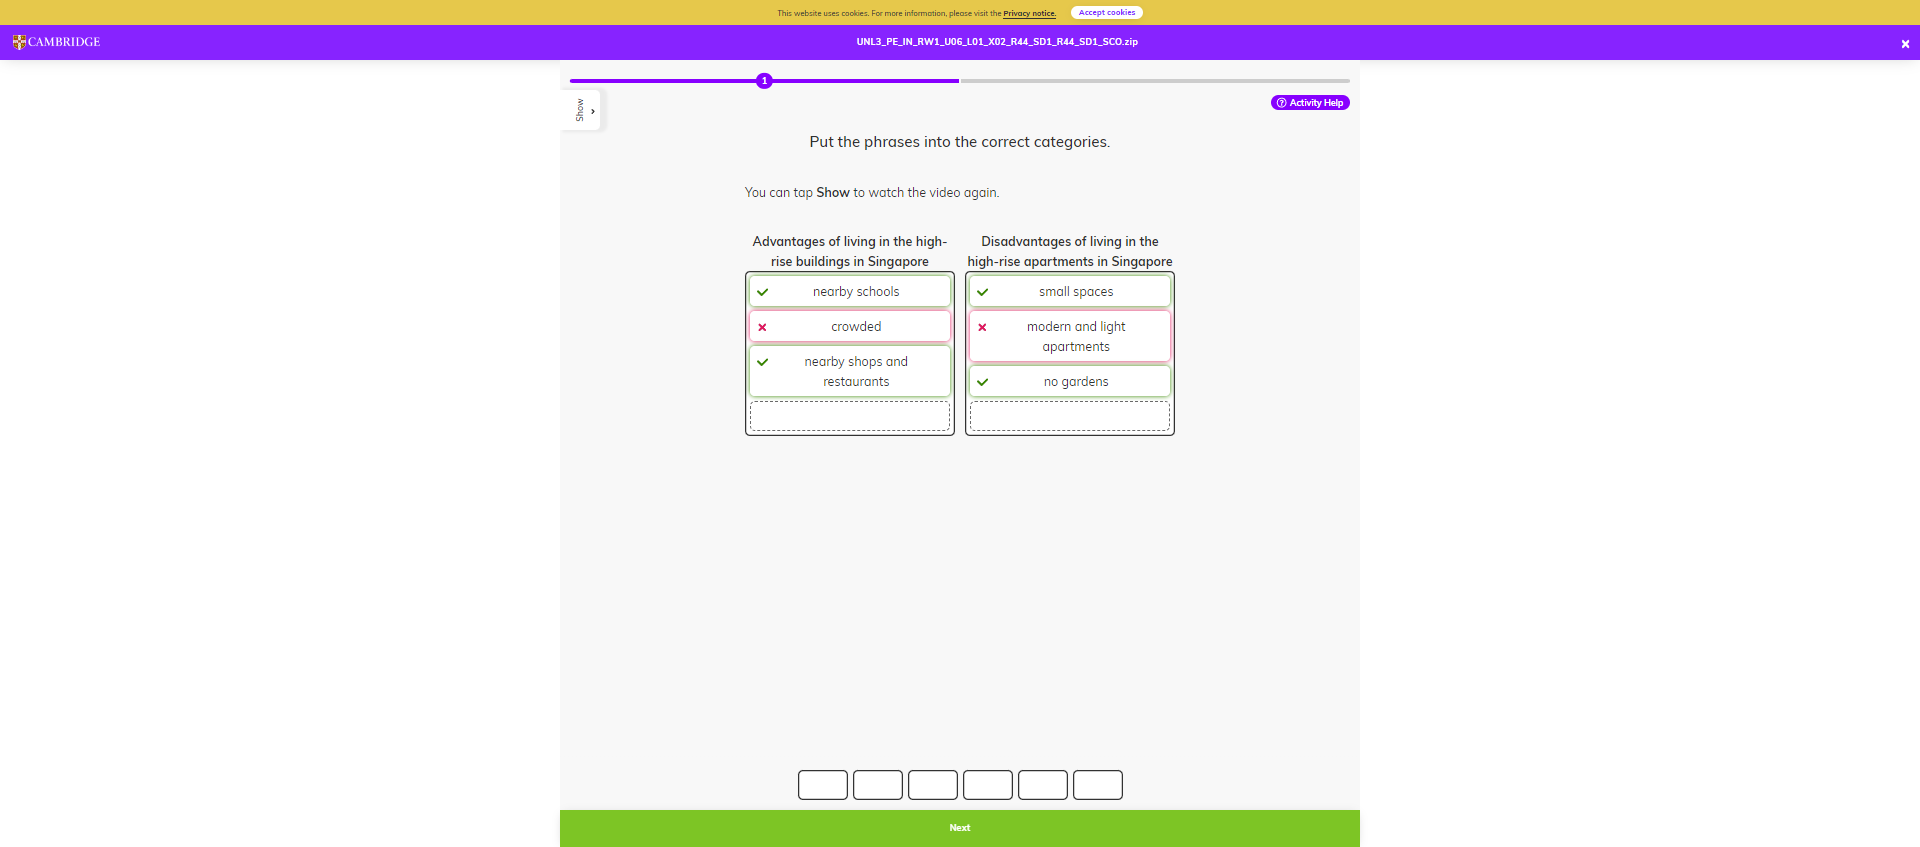 This website uses cookies. For more information, please visit the Privacy notice. Accept cookies
CAMBRIDGE
UNL3_PE_IN_RW1_U06_L01_X02_R44_SD1_R44_SD1_SCO.zip
1
Show
Activity Help
Put the phrases into the correct categories.
You can tap Show to watch the video again.
Advantages of living in the high-
rise buildings in Singapore
nearby schools
crowded
nearby shops and
restaurants
Disadvantages of living in the
high-rise apartments in Singapore
small spaces
modern and light
apartments
no gardens
Next